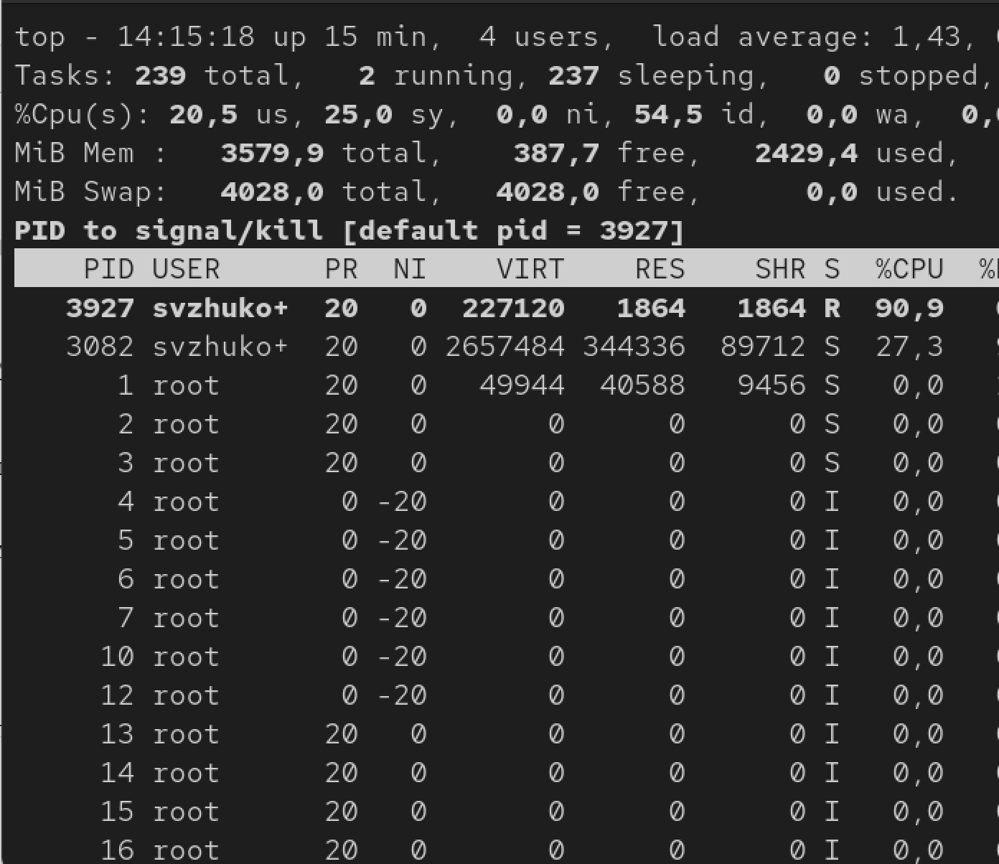 top - 14:15:18 up 15 min,  4 users,  load average: 1,43,
Tasks: 239 total,   2 running, 237 sleeping,   0 stopped,
%Cpu(s): 20,5 us, 25,0 sy,  0,0 ni, 54,5 id,  0,0 wa,  0,
MiB Mem :   3579,9 total,    387,7 free,   2429,4 used,
MiB Swap:   4028,0 total,   4028,0 free,      0,0 used.
PID to signal/kill [default pid = 3927]
    PID USER      PR  NI    VIRT    RES    SHR S  %CPU
   3927 svzhuko+  20   0  227120   1864   1864 R  90,9
   3082 svzhuko+  20   0 2657484 344336  89712 S  27,3
      1 root      20   0   49944  40588   9456 S   0,0
      2 root      20   0       0      0      0 S   0,0
      3 root      20   0       0      0      0 S   0,0
      4 root       0 -20       0      0      0 I   0,0
      5 root       0 -20       0      0      0 I   0,0
      6 root       0 -20       0      0      0 I   0,0
      7 root       0 -20       0      0      0 I   0,0
     10 root       0 -20       0      0      0 I   0,0
     12 root       0 -20       0      0      0 I   0,0
     13 root      20   0       0      0      0 I   0,0
     14 root      20   0       0      0      0 I   0,0
     15 root      20   0       0      0      0 I   0,0
     16 root      20   0       0      0      0 I   0,0